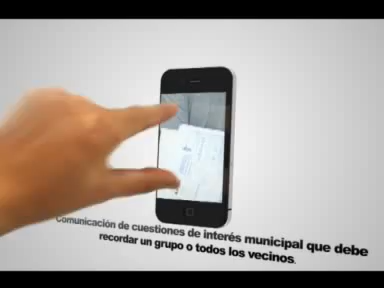 Comunicación de cuestiones de interés municipal que debe
recordar un grupo o todos los vecinos.